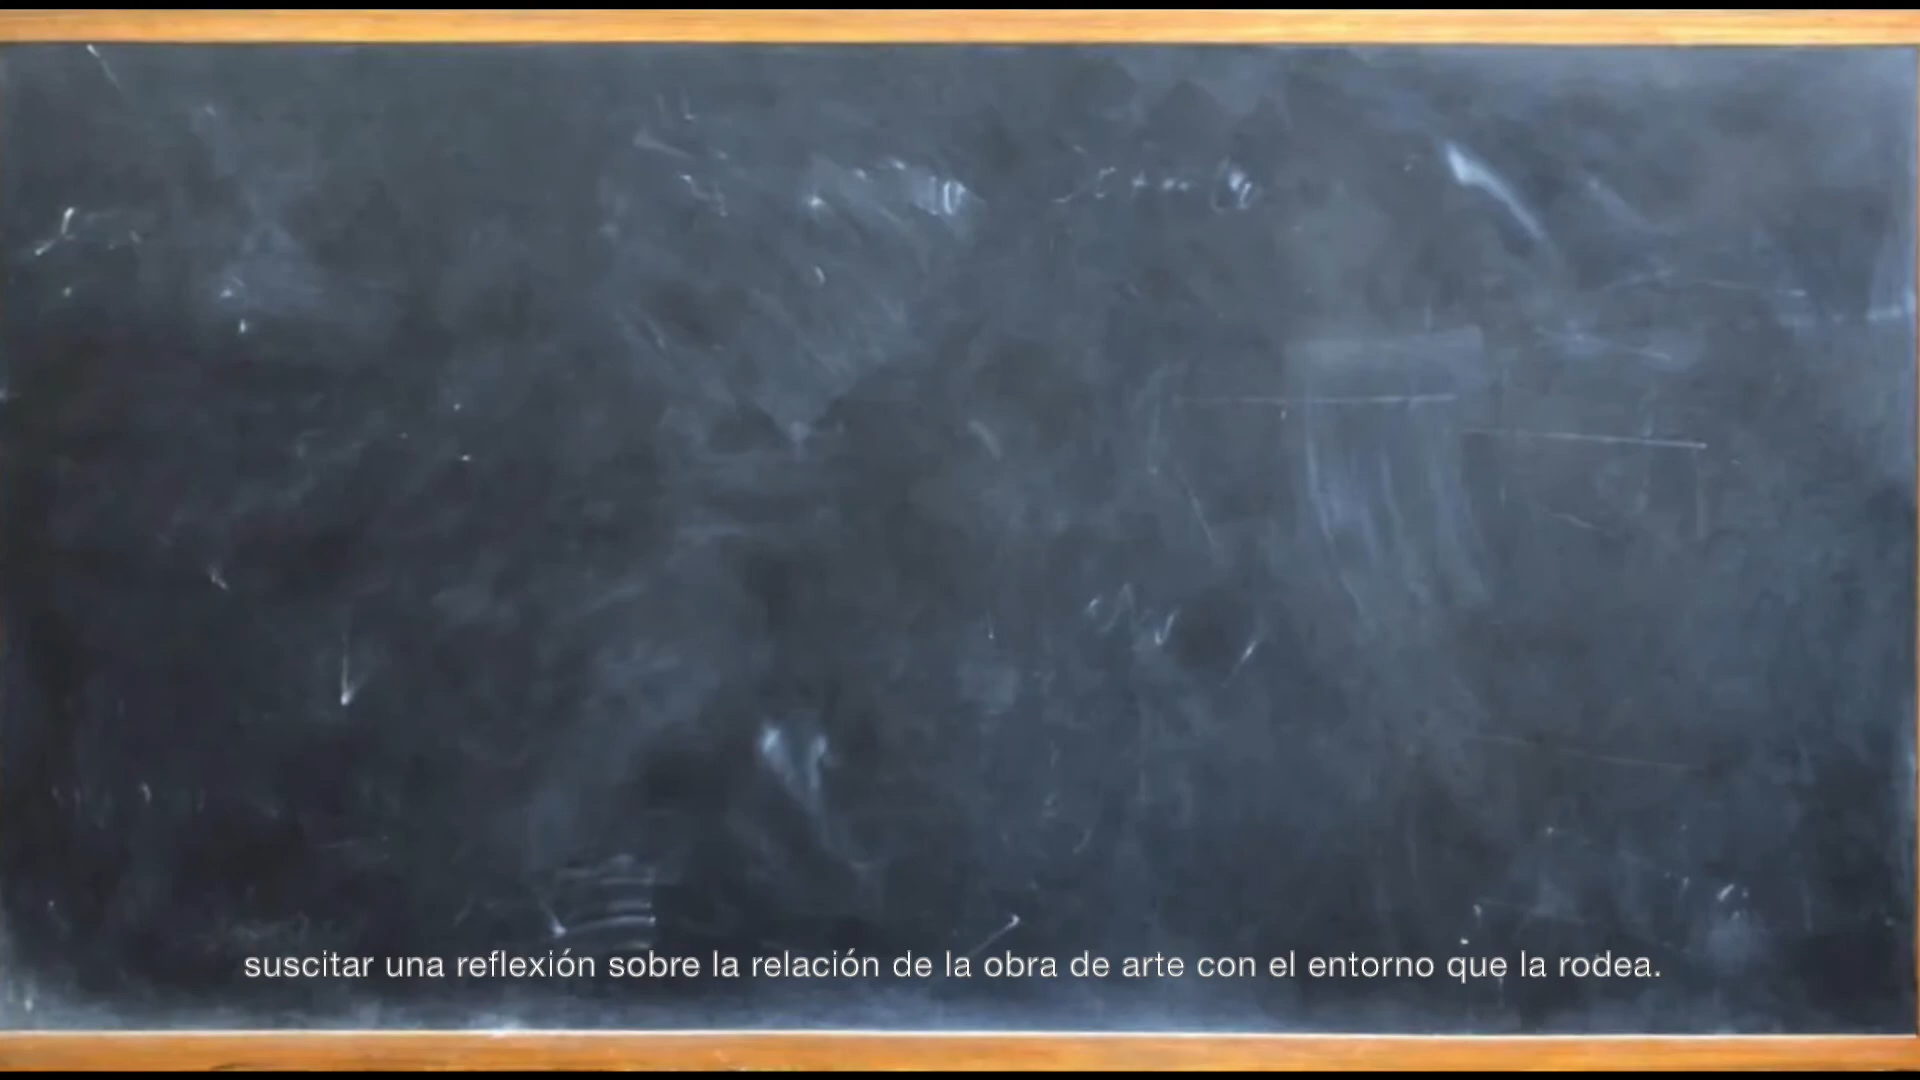 suscitar una reflexión sobre la relación de la obra de arte con el entorno que la rodea.